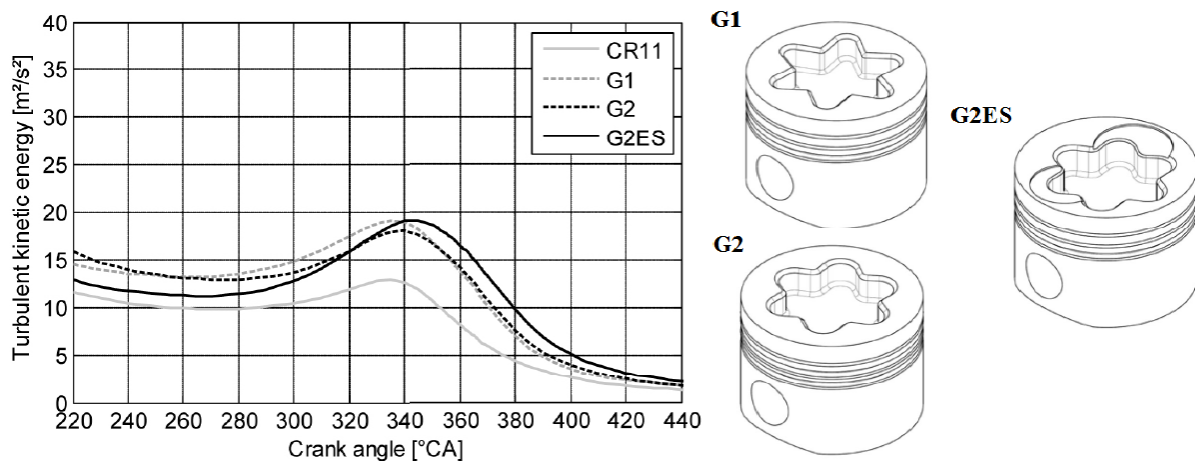 Turbulent kinetic energy [m²/s²]
40
35
30
25
20
15
10
5
0
220 240 260 280 300 320 340 360 380 400 420 440
Crank angle [°CA]
CR11
G1
G2
G2ES
G1
G2ES
G2